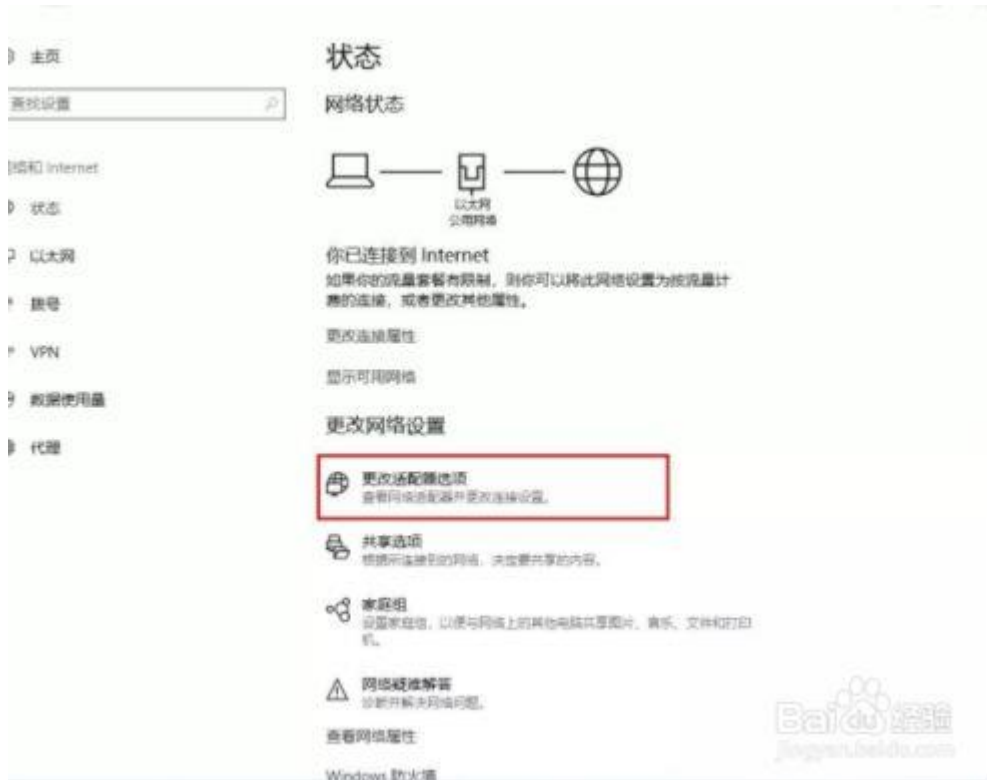 主页
查找设置
网络和 Internet
状态
以太网
拨号
VPN
数据使用量
代理
状态
网络状态
以太网
公用网络
你已连接到 Internet
如果你的流量套餐有限制，则你可以将此网络设置为按流量计
费的连接，或者更改其他属性。
更改连接属性
显示可用网络
更改网络设置
更改适配器选项
查看网络适配器并更改连接设置。
共享选项
根据所连接到的网络，决定要共享的内容。
家庭组
设置家庭组，以便与网络上的其他电脑共享图片、音乐、文件和打印
机。
网络疑难解答
诊断并解决网络问题。
查看网络属性
Windows 防火墙
Baidu 经验
jingyan.baidu.com